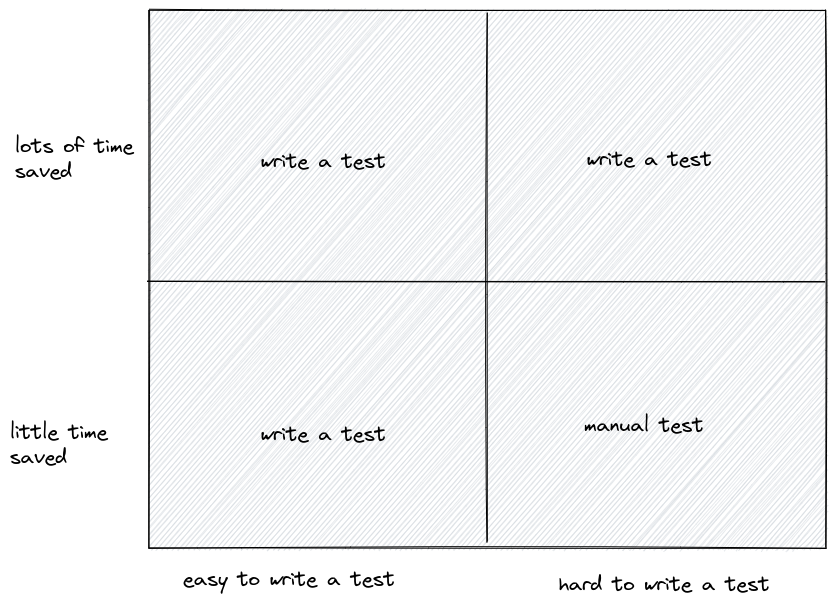 lots of time
saved
write a test
write a test
little time
saved
write a test
manual test
easy to write a test
hard to write a test